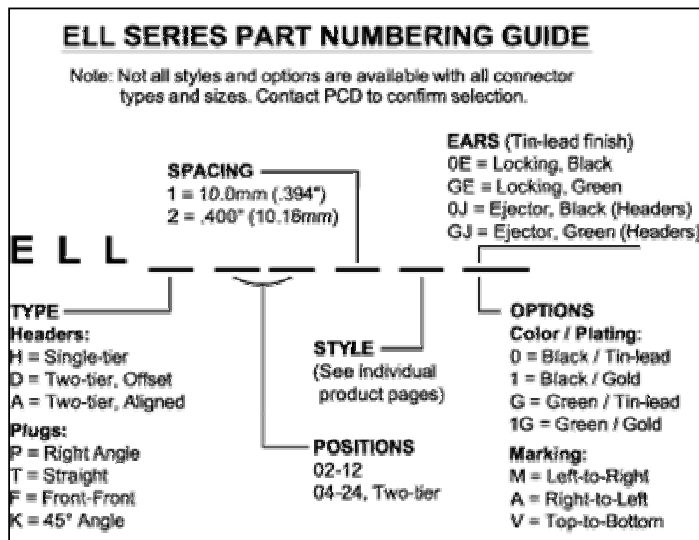 ELL SERIES PART NUMBERING GUIDE
Note: Not all styles and options are available with all connector
types and sizes. Contact PCD to confirm selection.
EARS (Tin-lead finish)
0E = Locking, Black
GE = Locking, Green
0J = Ejector, Black (Headers)
GJ = Ejector, Green (Headers)
SPACING
1 = 10.0mm (.394")
2 = .400" (10.16mm)
E L L
TYPE
Headers:
H = Single-tier
D = Two-tier, Offset
A = Two-tier, Aligned
Plugs:
P = Right Angle
T = Straight
F = Front-Front
K = 45° Angle
STYLE
(See individual
product pages)
POSITIONS
02-12
04-24, Two-tier
OPTIONS
Color / Plating:
0 = Black / Tin-lead
1 = Black / Gold
G = Green / Tin-lead
1G = Green / Gold
Marking:
M = Left-to-Right
A = Right-to-Left
V = Top-to-Bottom